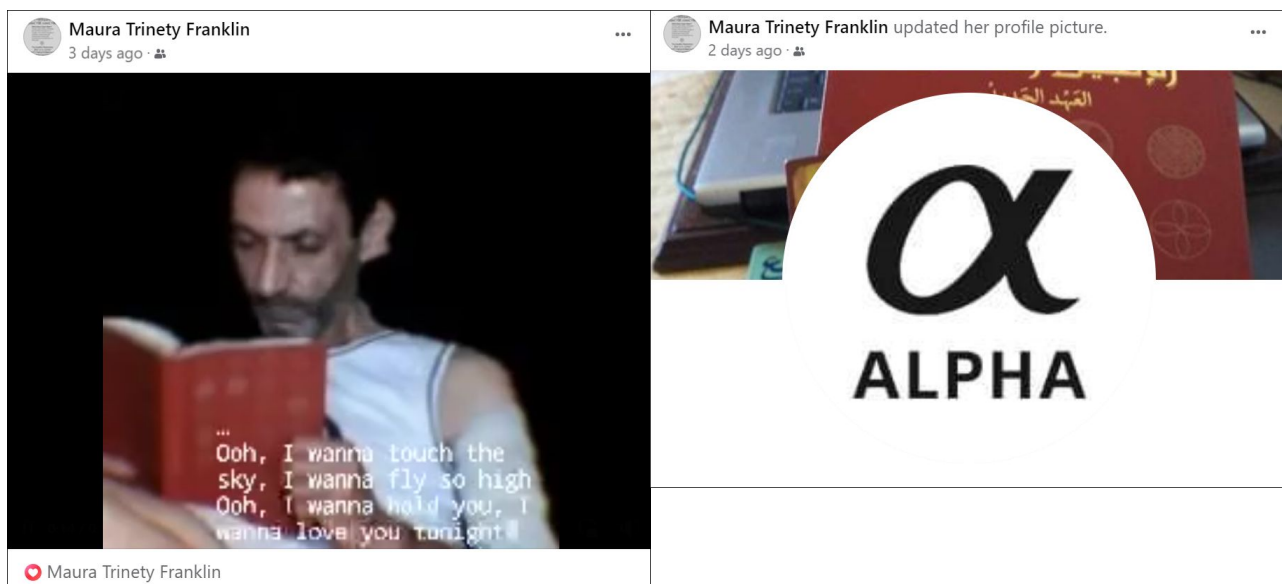 Maura Trinety Franklin
3 days ago
...
Ooh, I wanna touch the
sky, I wanna fly so high
Ooh, I wanna hold you, I
wanna love you tonight
Maura Trinety Franklin
Maura Trinety Franklin updated her profile picture.
2 days ago
العهد الجديد
α
ALPHA